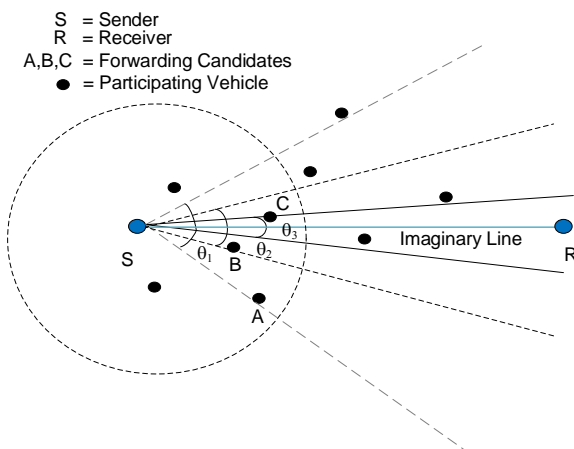 S = Sender
R = Receiver
A,B,C = Forwarding Candidates
= Participating Vehicle
C
θ3
Imaginary Line
S
θ1
B
θ2
R
A